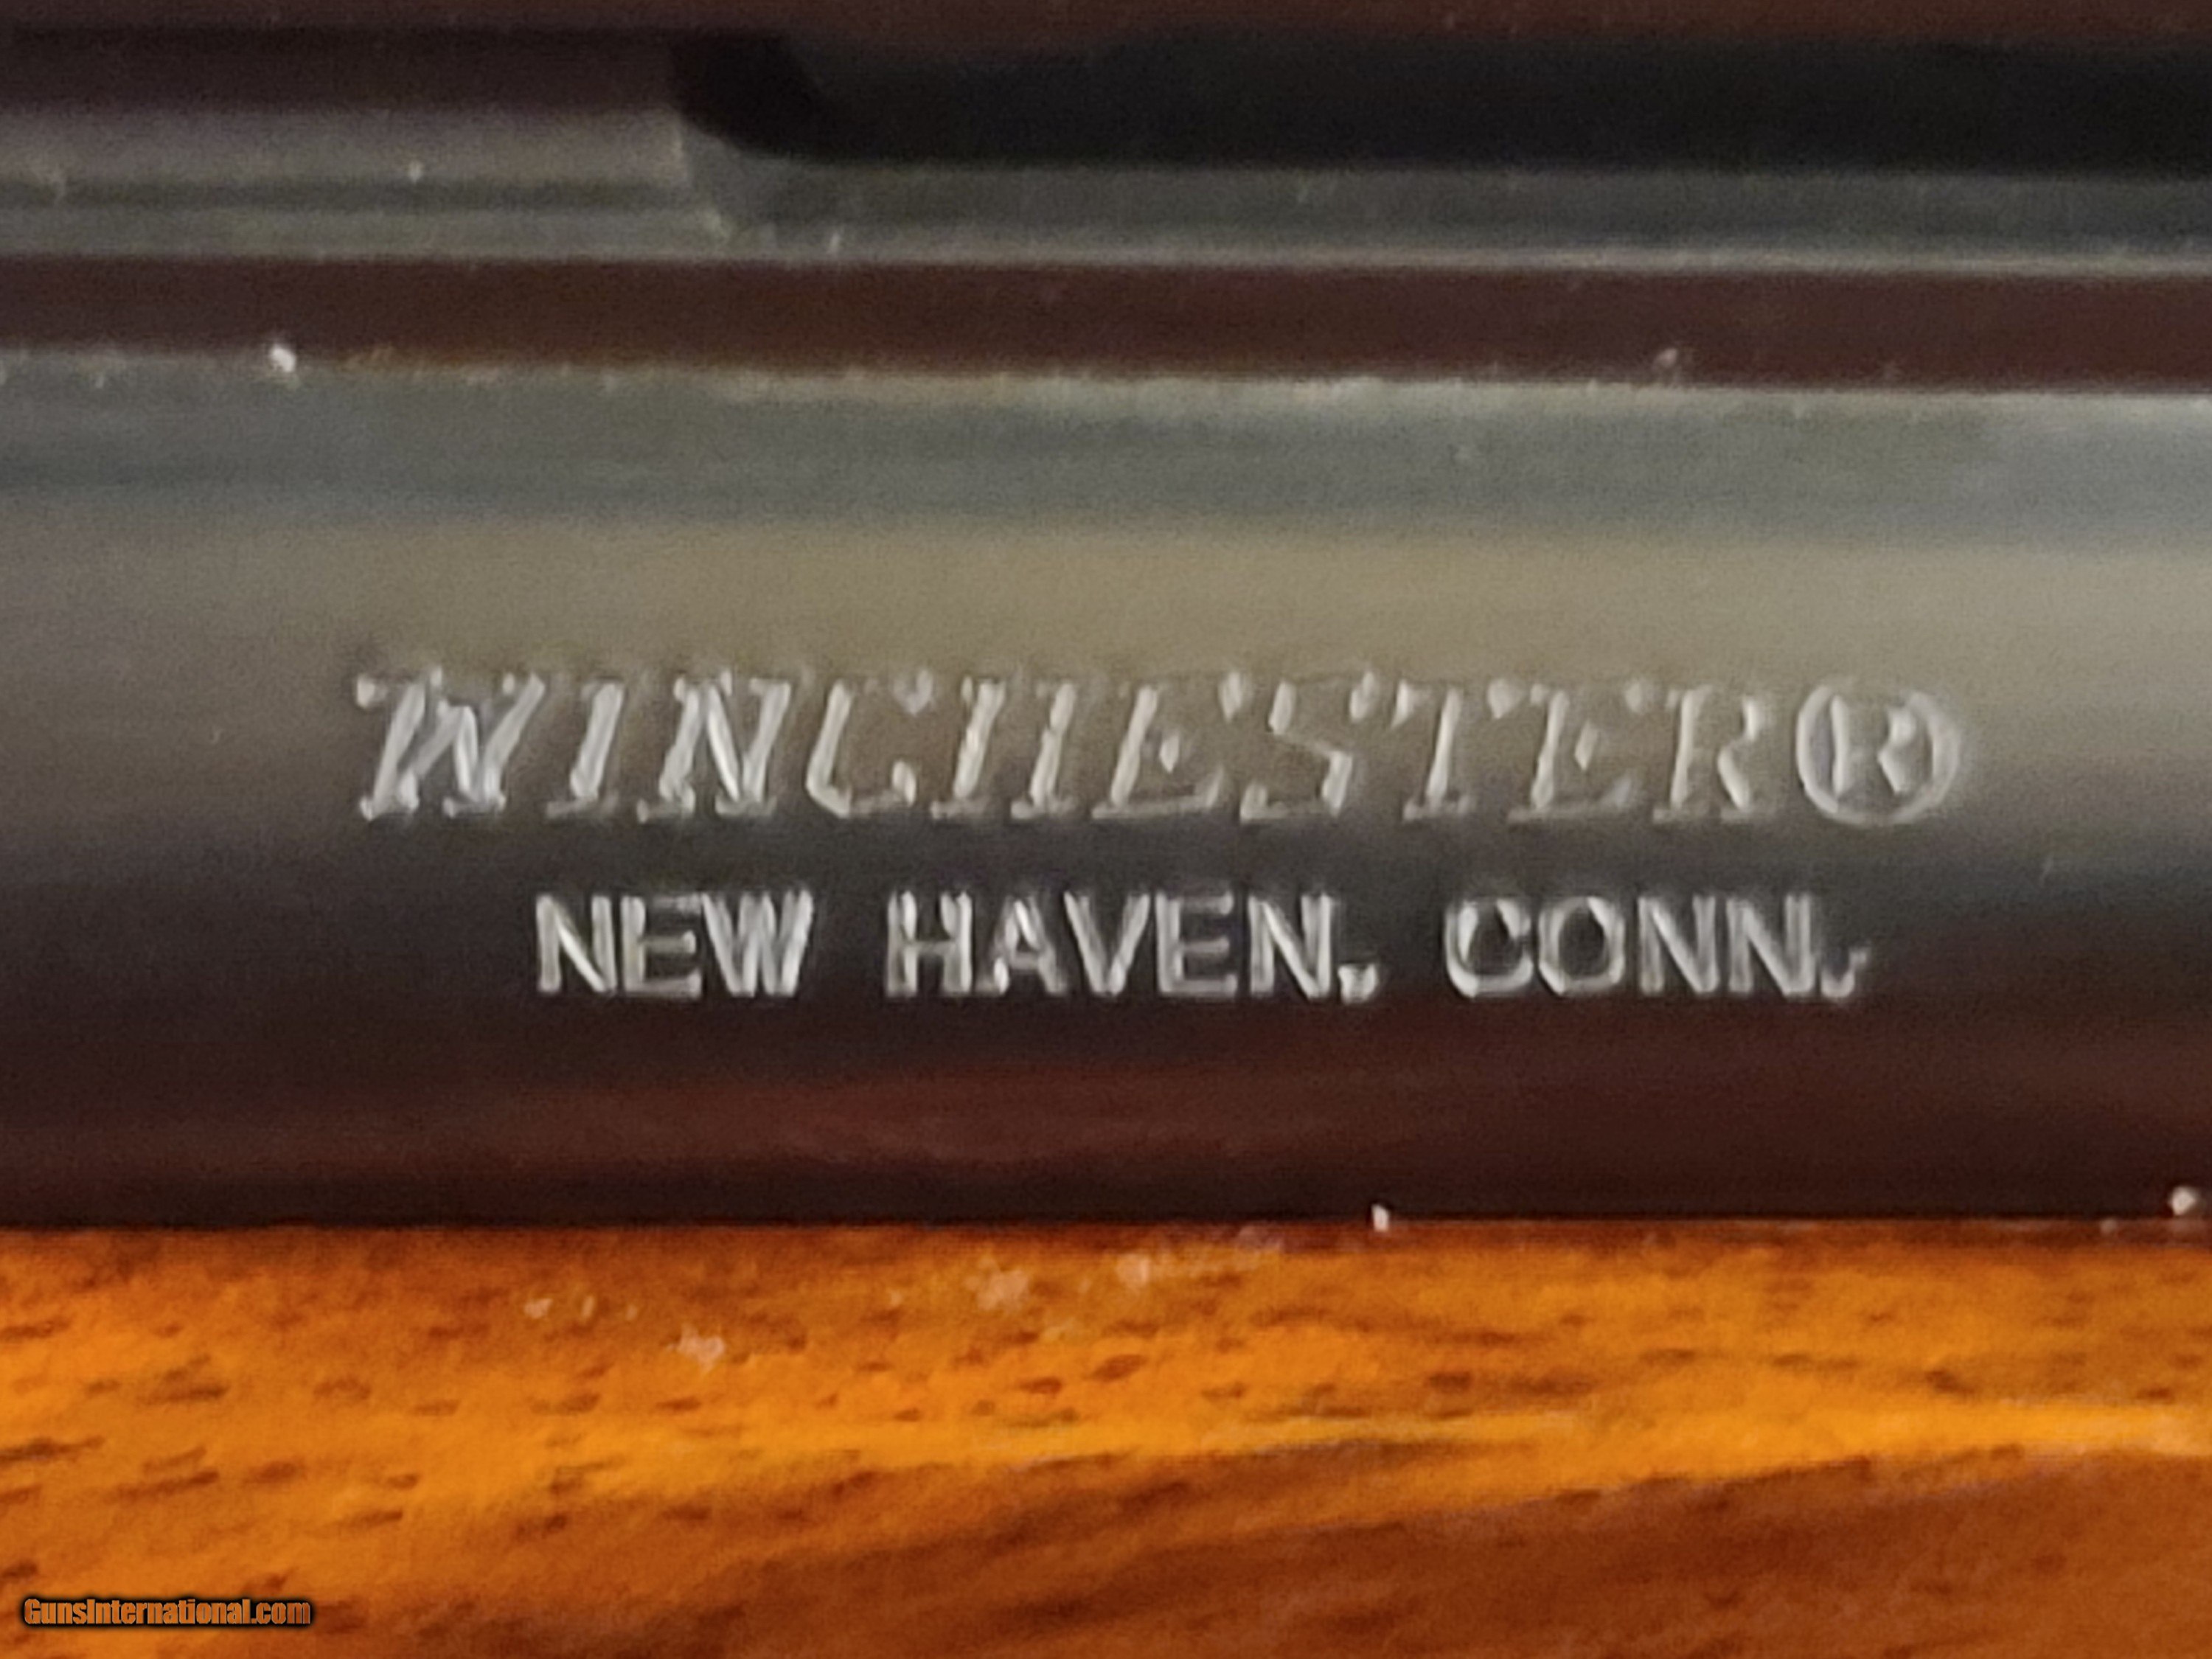 WINCHESTER®
NEW HAVEN, CONN.
GunsInternational.com